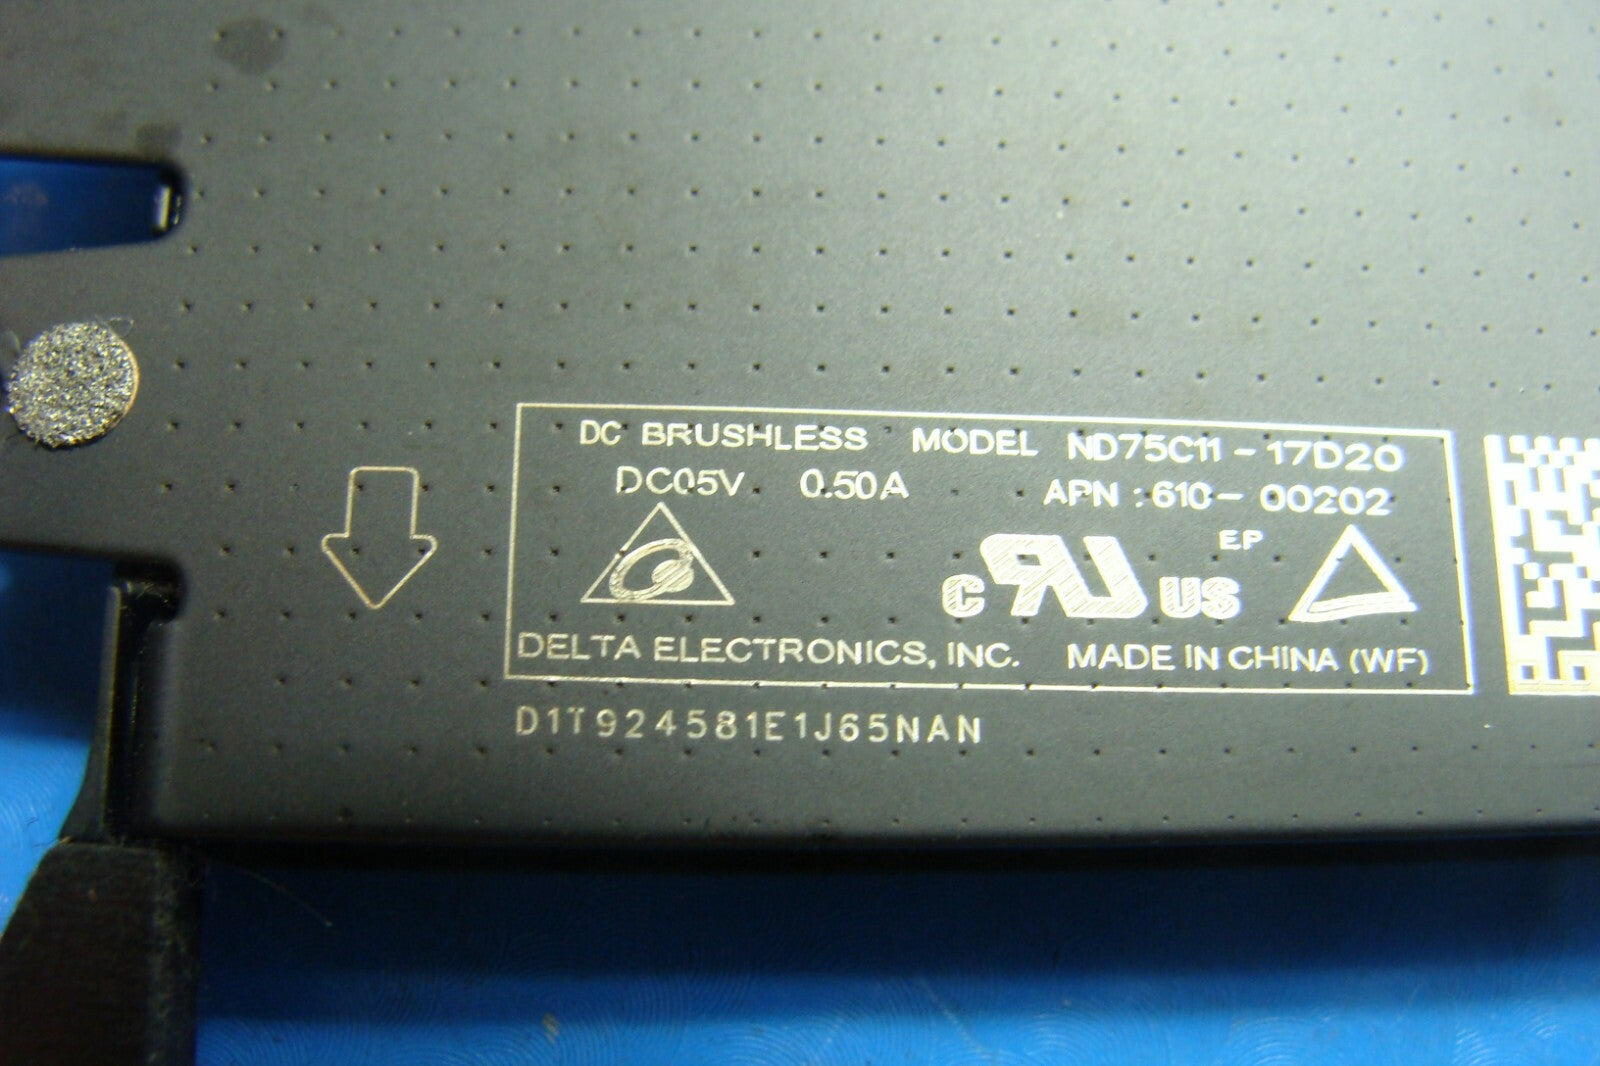 DC BRUSHLESS MODEL ND75C11-17D20
DC05V 0.50A APN : 610-00202
c RU US EP
DELTA ELECTRONICS, INC. MADE IN CHINA (WF)
D1T924581E1J65NAN